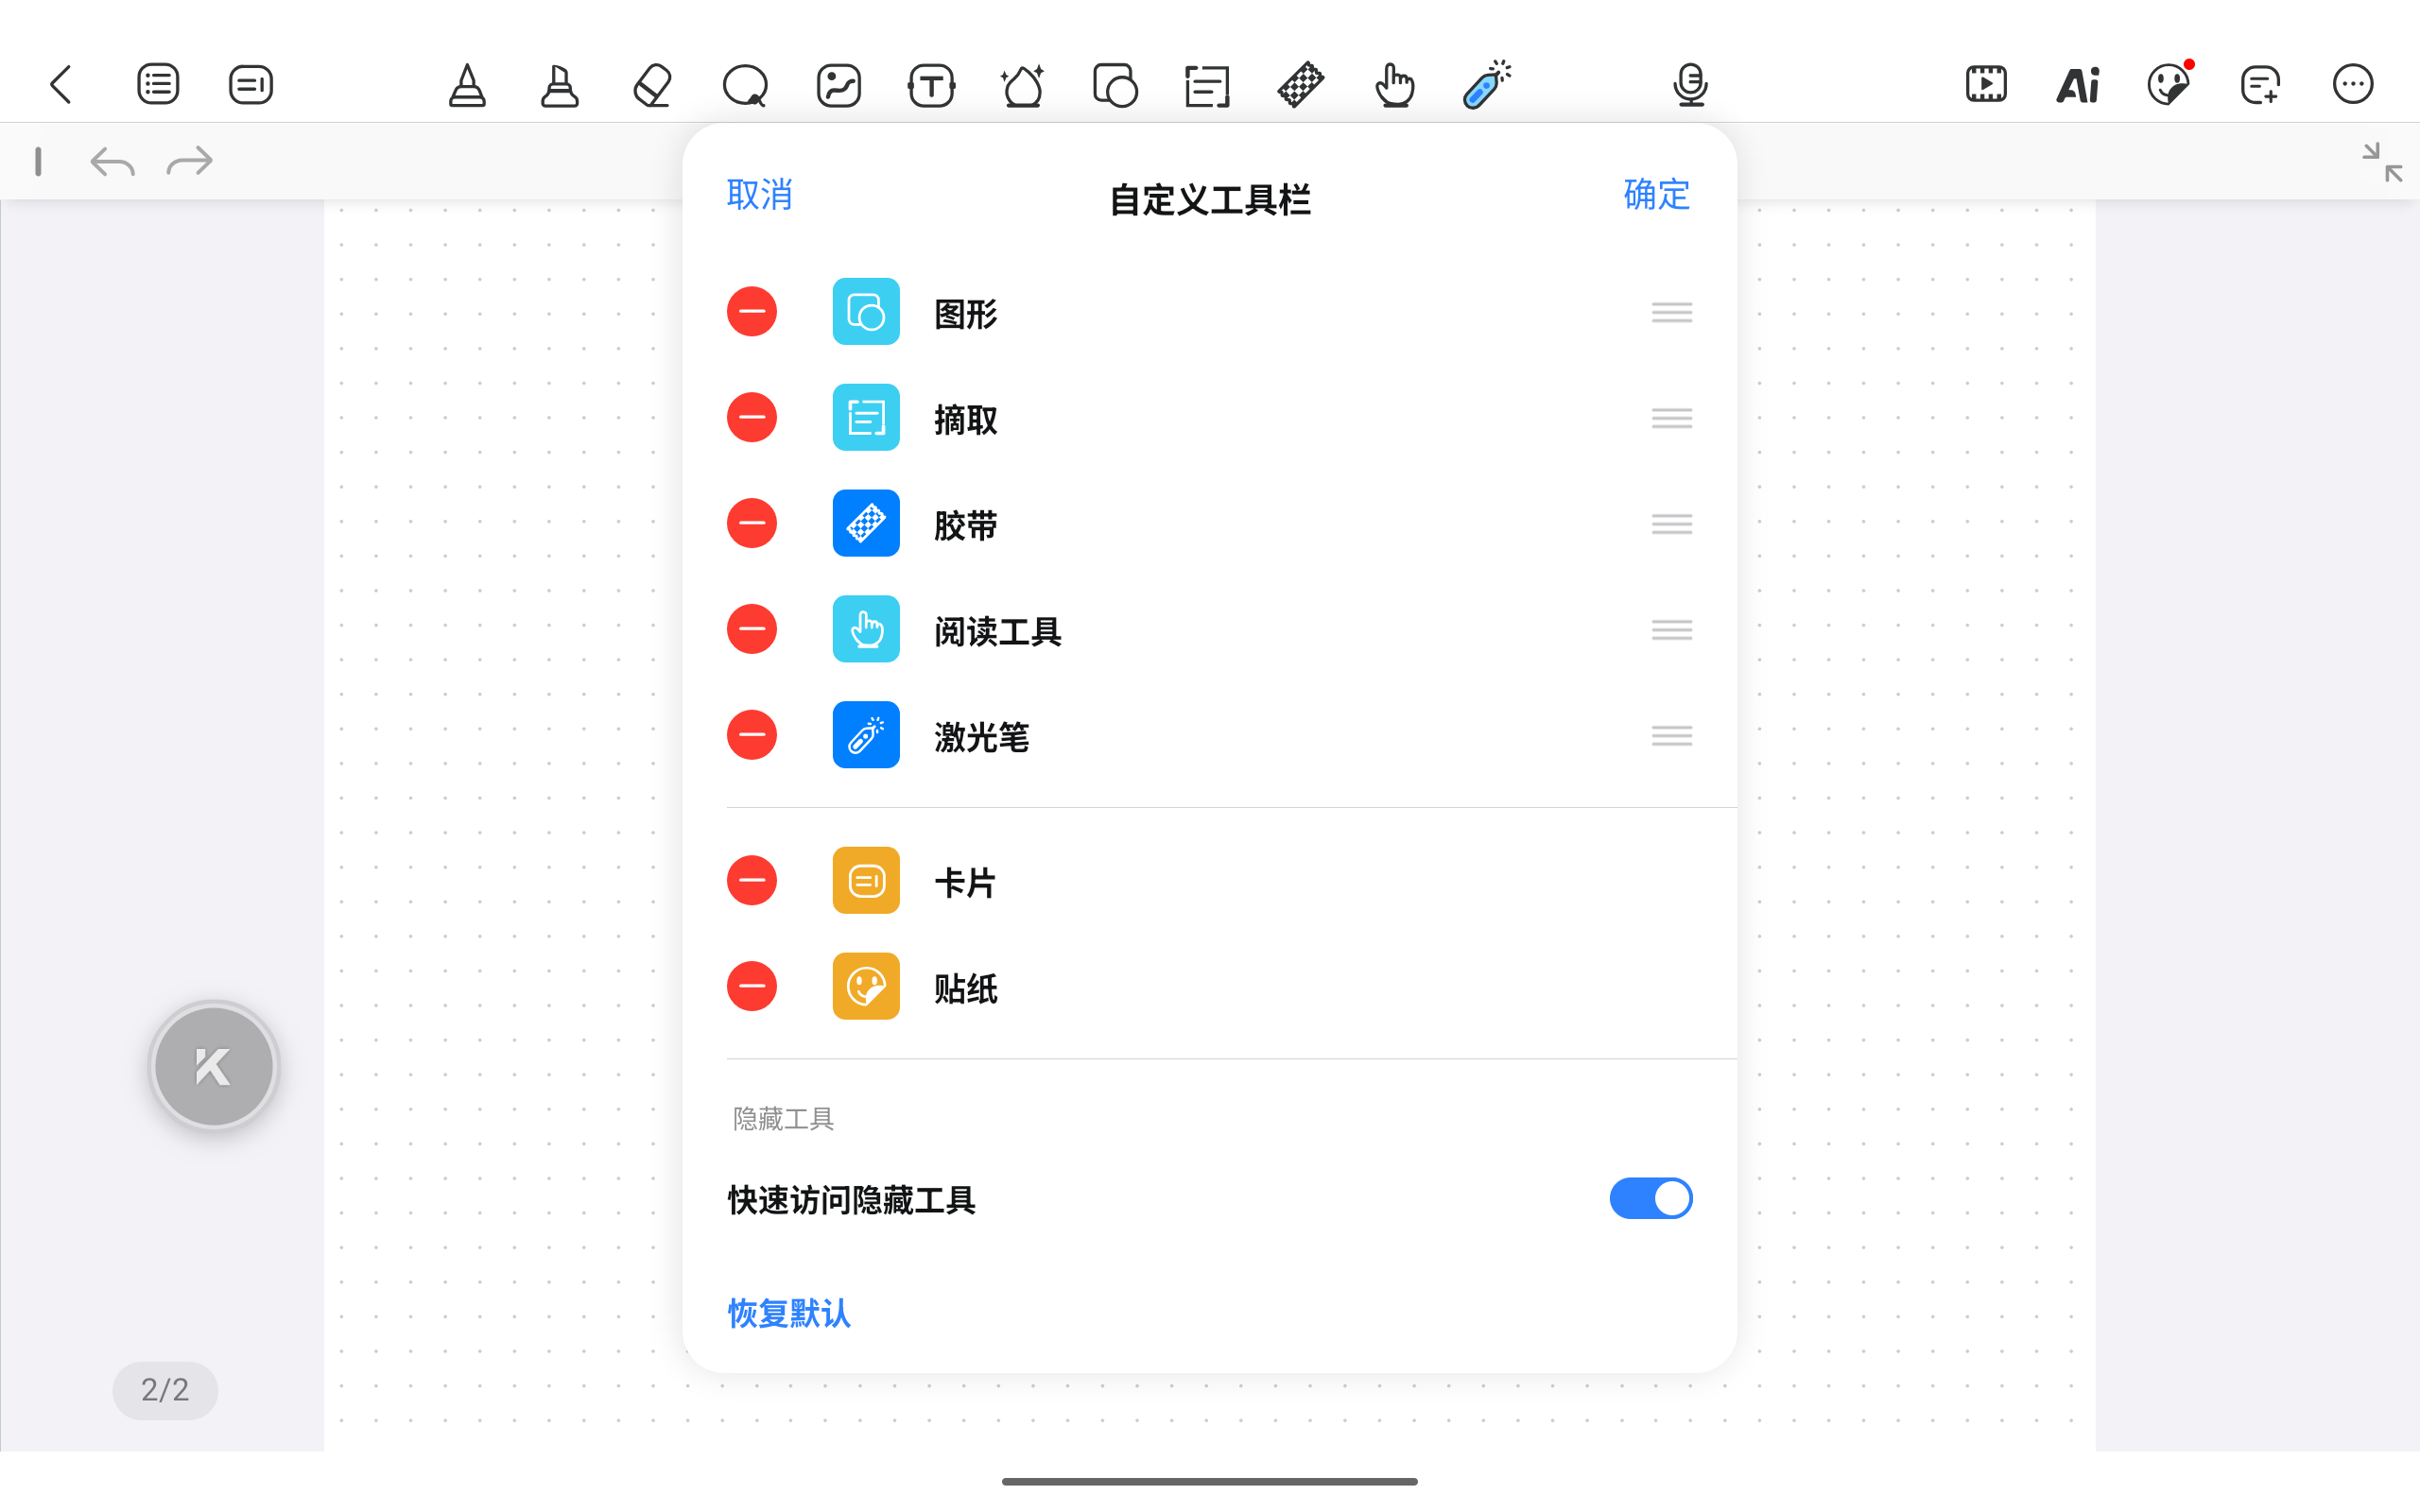 Ai
取消
自定义工具栏
确定
图形
摘取
胶带
阅读工具
激光笔
卡片
贴纸
隐藏工具
快速访问隐藏工具
恢复默认
K
2/2